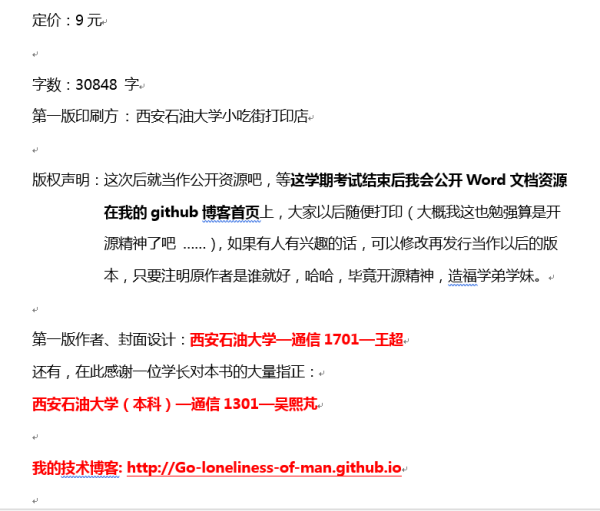 定价：9 元
字数：30848 字
第一版印刷方 ：西安石油大学小吃街打印店
版权声明：这次后就当作公开资源吧，等这学期考试结束后我会公开 Word 文档资源
在我的 github 博客首页上，大家以后随便打印（大概我这也勉强算是开
源精神了吧 ……），如果有人有兴趣的话，可以修改再发行当作以后的版
本，只要注明原作者是谁就好，哈哈，毕竟开源精神，造福学弟学妹。
第一版作者、封面设计：西安石油大学—通信 1701—王超
还有，在此感谢一位学长对本书的大量指正：
西安石油大学（本科）—通信 1301—吴熙芃
我的技术博客: http://Go-loneliness-of-man.github.io